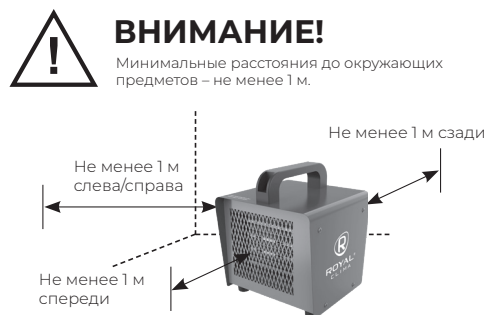 ВНИМАНИЕ!
Минимальные расстояния до окружающих
предметов – не менее 1 м.
Не менее 1 м сзади
Не менее 1 м
слева/справа
Не менее 1 м
спереди
ROYAL
CLIMA